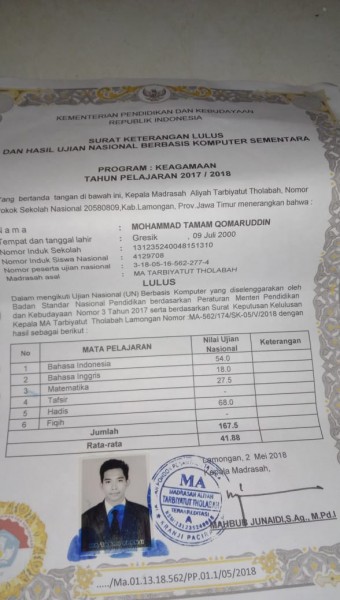 KEMENTERIAN PENDIDIKAN DAN KEBUDAYAAN
REPUBLIK INDONESIA
SURAT KETERANGAN LULUS
DAN HASIL UJIAN NASIONAL BERBASIS KOMPUTER SEMENTARA
PROGRAM : KEAGAMAAN
TAHUN PELAJARAN 2017 / 2018
Yang bertanda tangan di bawah ini, Kepala Madrasah Aliyah Tarbiyatut Tholabah, Nomor
Pokok Sekolah Nasional 20580809,Kab.Lamongan, Prov.Jawa Timur menerangkan bahwa :
Nama : MOHAMMAD TAMAM QOMARUDDIN
Tempat dan tanggal lahir : Gresik , 09 Juli 2000
Nomor Induk Sekolah : 131235240048151310
Nomor Induk Siswa Nasional : 4129708
Nomor peserta ujian nasional : 3-18-05-16-562-277-4
Madrasah asal : MA TARBIYATUT THOLABAH
LULUS
Dalam mengikuti Ujian Nasional (UN) Berbasis Komputer yang diselenggarakan oleh
Badan Standar Nasional Pendidikan berdasarkan Peraturan Menteri Pendidikan
dan Kebudayaan Nomor 3 Tahun 2017 serta berdasarkan Surat Keputusan Kelulusan
Kepala MA Tarbiyatut Tholabah Lamongan Nomor :MA-562/174/SK-05/V/2018 dengan
hasil sebagai berikut :
No MATA PELAJARAN Nilai Ujian Nasional Keterangan
1 Bahasa Indonesia 54.0
2 Bahasa Inggris 18.0
3 Matematika 27.5
4 Tafsir -
5 Hadis 68.0
6 Fiqih -
Jumlah 167.5
Rata-rata 41.88
Lamongan, 2 Mei 2018
Kepala Madrasah,
MA
MADRASAH ALIYAH
TARBIYATUT THOLABAH
TERAKREDITASI
A
KRANJI PACIRAN
MAHBUB JUNAIDI,S.Ag., M.Pd.I
...../Ma.01.13.18.562/PP.01.1/05/2018